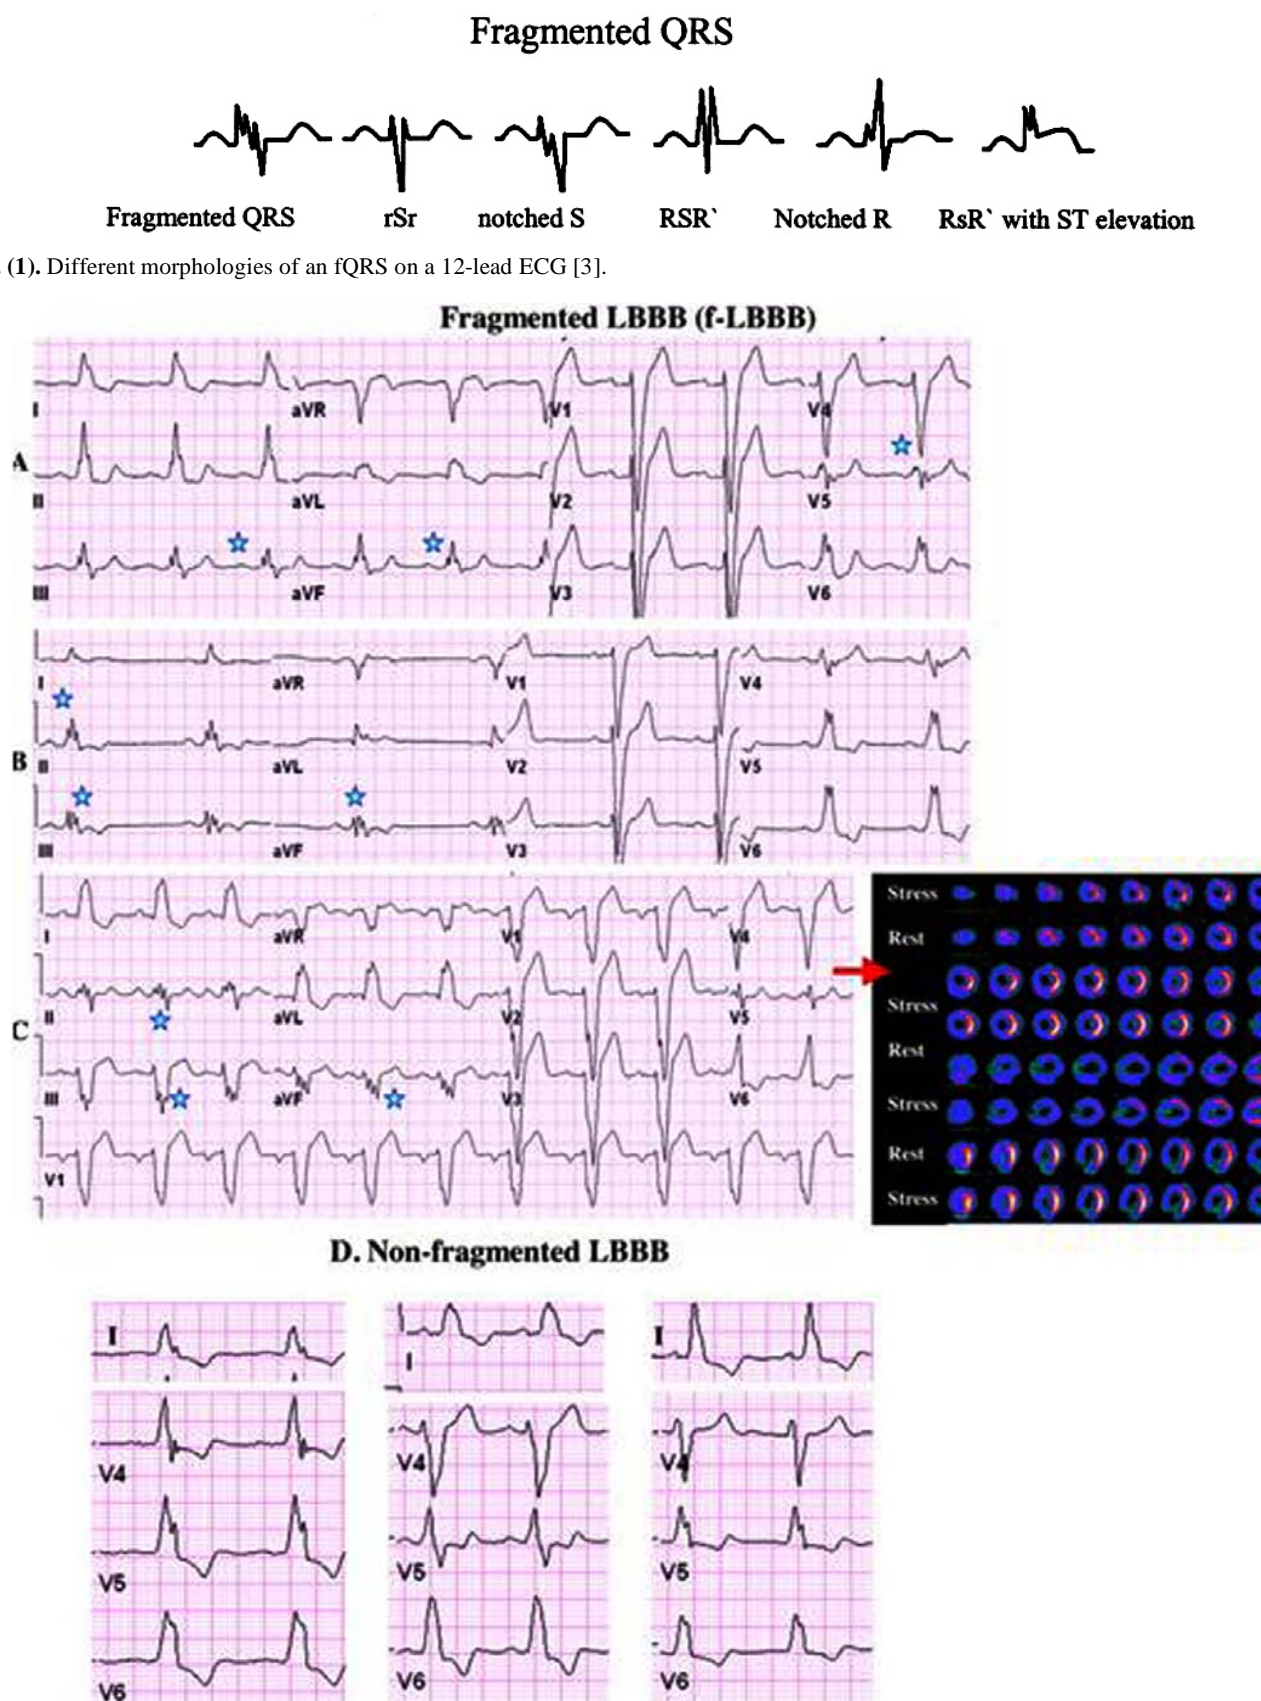 Fragmented QRS
Fragmented QRS rSr notched S RSR` Notched R RsR` with ST elevation
(1). Different morphologies of an fQRS on a 12-lead ECG [3].
Fragmented LBBB (f-LBBB)
I aVR V1 V4
A
II aVL V2 V5
III aVF V3 V6
I aVR V1 V4
B
II aVL V2 V5
III aVF V3 V6
I aVR V1 V4
II aVL V2 V5
C
III aVF V3 V6
V1
Stress
Rest
Stress
Rest
Stress
Rest
Stress
D. Non-fragmented LBBB
I I I
V4 V4 V4
V5 V5 V5
V6 V6 V6